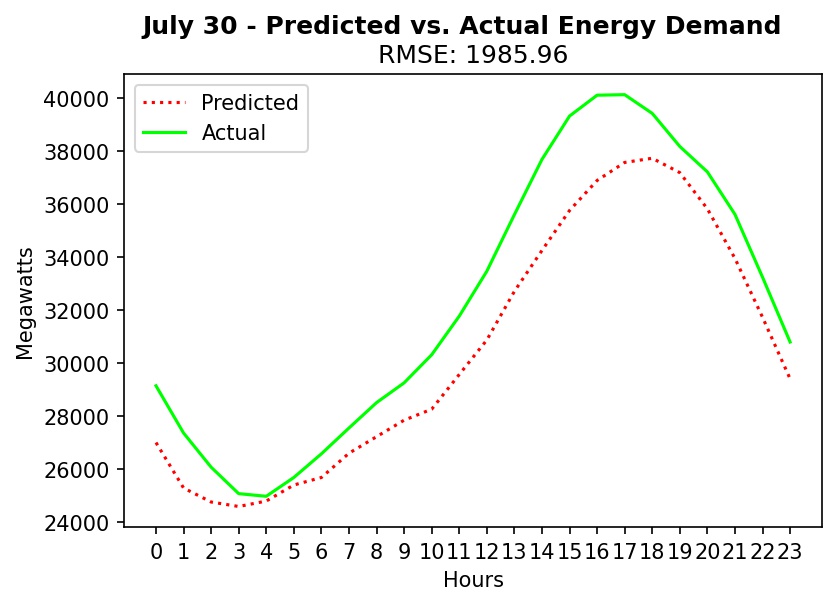 July 30 - Predicted vs. Actual Energy Demand
RMSE: 1985.96
Predicted
Actual
40000
38000
36000
34000
32000
30000
28000
26000
24000
Megawatts
0 1 2 3 4 5 6 7 8 9 10 11 12 13 14 15 16 17 18 19 20 21 22 23
Hours